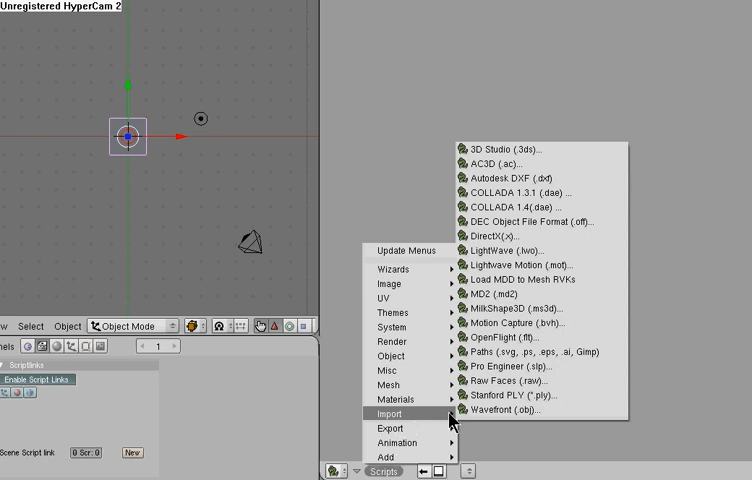 Unregistered HyperCam 2
3D Studio (.3ds)...
AC3D (.ac)...
Autodesk DXF (.dxf)
COLLADA 1.3.1 (.dae) ...
COLLADA 1.4(.dae) ...
DEC Object File Format (.off)...
DirectX(.x)...
LightWave (.lwo)...
Lightwave Motion (.mot)...
Load MDD to Mesh RVKs
MD2 (.md2)
MilkShape3D (.ms3d)...
Motion Capture (.bvh)...
OpenFlight (.flt)...
Paths (.svg, .ps, .eps, .ai, Gimp)
Pro Engineer (.slp)...
Raw Faces (.raw)...
Stanford PLY (*.ply)...
Wavefront (.obj)...
Update Menus
Wizards
Image
UV
Themes
System
Render
Object
Misc
Mesh
Materials
Import
Export
Animation
Add
w Select Object Object Mode
nels 1
Scriptlinks
Enable Script Links
Scene Script link 0 Scr: 0 New
Scripts